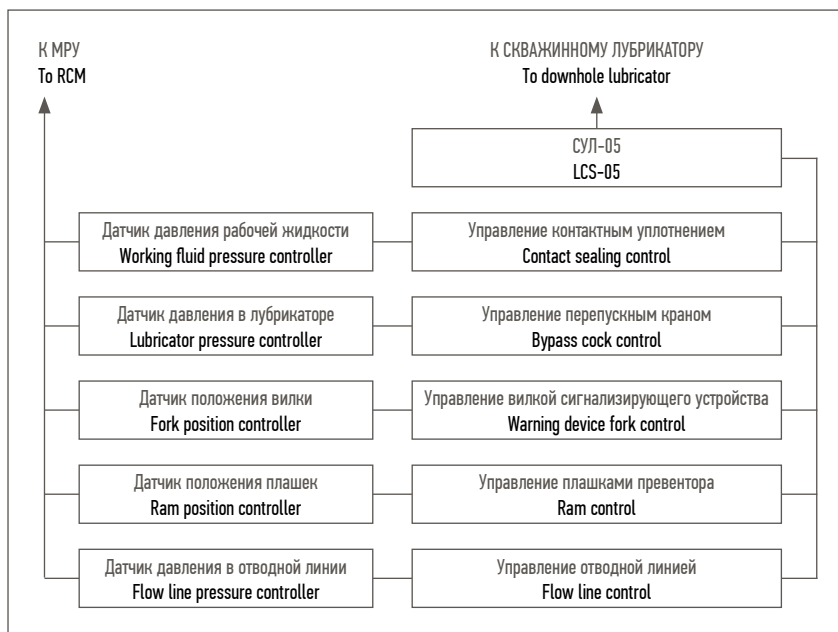 К МРУ
To RCM
К СКВАЖИННОМУ ЛУБРИКАТОРУ
To downhole lubricator
СУЛ-05
LCS-05
Датчик давления рабочей жидкости
Working fluid pressure controller
Управление контактным уплотнением
Contact sealing control
Датчик давления в лубрикаторе
Lubricator pressure controller
Управление перепускным краном
Bypass cock control
Датчик положения вилки
Fork position controller
Управление вилкой сигнализирующего устройства
Warning device fork control
Датчик положения плашек
Ram position controller
Управление плашками превентора
Ram control
Датчик давления в отводной линии
Flow line pressure controller
Управление отводной линией
Flow line control